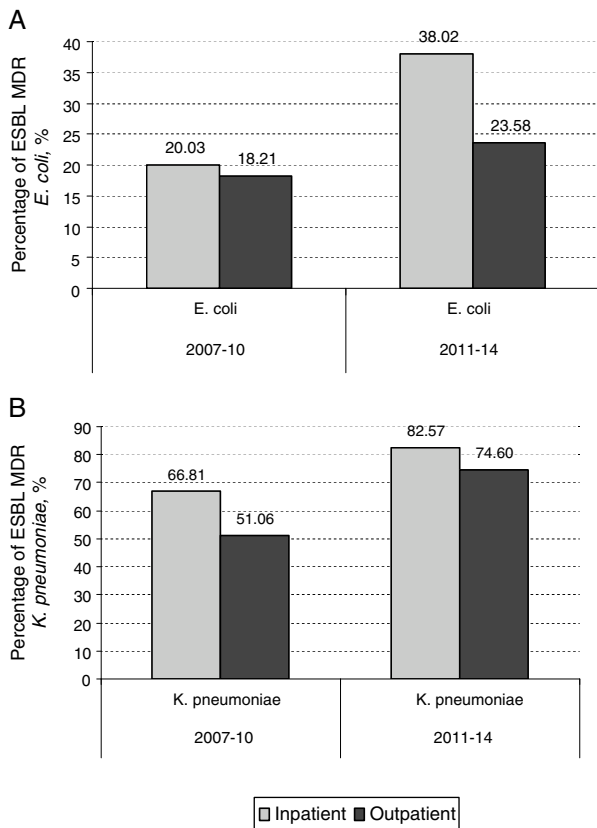 A
Percentage of ESBL MDR
E. coli, %
40
35
30
25
20
15
10
5
0
20.03
18.21
38.02
23.58
E. coli
E. coli
2007-10
2011-14
B
Percentage of ESBL MDR
K. pneumoniae, %
90
80
70
60
50
40
30
20
10
0
66.81
51.06
82.57
74.60
K. pneumoniae
K. pneumoniae
2007-10
2011-14
Inpatient
Outpatient